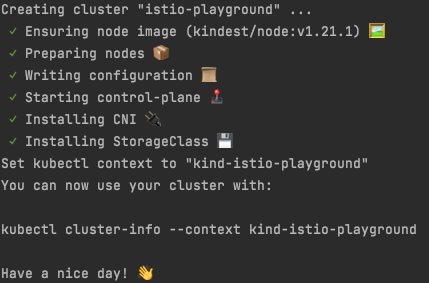 Creating cluster "istio-playground" ...
✓ Ensuring node image (kindest/node:v1.21.1) 🖼
✓ Preparing nodes 📦
✓ Writing configuration 📜
✓ Starting control-plane 🕹️
✓ Installing CNI 🔌
✓ Installing StorageClass 💾
Set kubectl context to "kind-istio-playground"
You can now use your cluster with:
kubectl cluster-info --context kind-istio-playground
Have a nice day! 👋